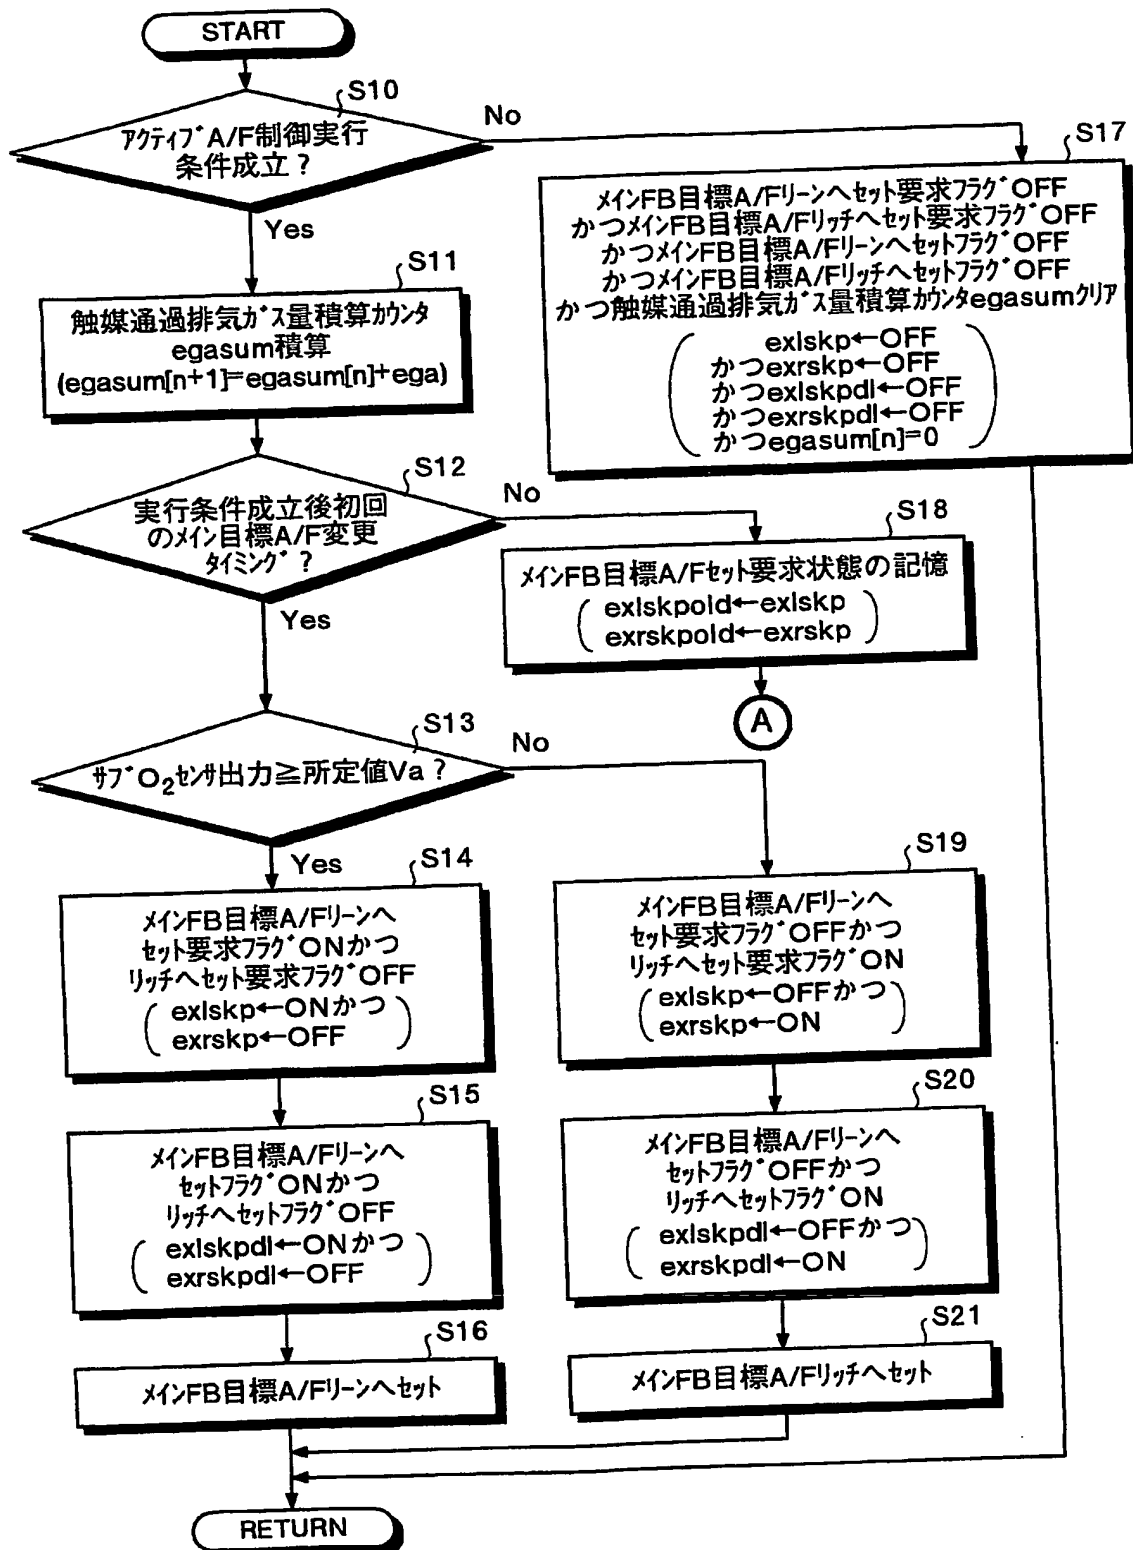 START
S10
アクティブA/F制御実行
条件成立?
No
Yes
S17
メインFB目標A/Fリーンへセット要求フラグOFF
かつメインFB目標A/Fリッチへセット要求フラグOFF
かつメインFB目標A/Fリーンへセットフラグ OFF
かつメインFB目標A/Fリッチへセットフラグ OFF
かつ触媒通過排気ガス量積算カウンタegasumクリア
exlskp←OFF
かつexrskp←OFF
かつexlskpdl←OFF
かつexrskpdl←OFF
かつegasum[n]=0
S11
触媒通過排気ガス量積算カウンタ
egasum積算
(egasum[n+1]=egasum[n]+ega)
S12
実行条件成立後初回
のメイン目標A/F変更
タイミング?
No
Yes
S18
メインFB目標A/Fセット要求状態の記憶
exlskpold←exlskp
exrskpold←exrskp
A
S13
サブO₂センサ出力≧所定値Va?
No
Yes
S14
メインFB目標A/Fリーンへ
セット要求フラグONかつ
リッチへセット要求フラグOFF
exlskp←ONかつ
exrskp←OFF
S19
メインFB目標A/Fリーンへ
セット要求フラグOFFかつ
リッチへセット要求フラグON
exlskp←OFFかつ
exrskp←ON
S15
メインFB目標A/Fリーンへ
セットフラグONかつ
リッチへセットフラグOFF
exlskpdl←ONかつ
exrskpdl←OFF
S20
メインFB目標A/Fリーンへ
セットフラグOFFかつ
リッチへセットフラグON
exlskpdl←OFFかつ
exrskpdl←ON
S16
メインFB目標A/Fリーンへセット
S21
メインFB目標A/Fリッチへセット
RETURN